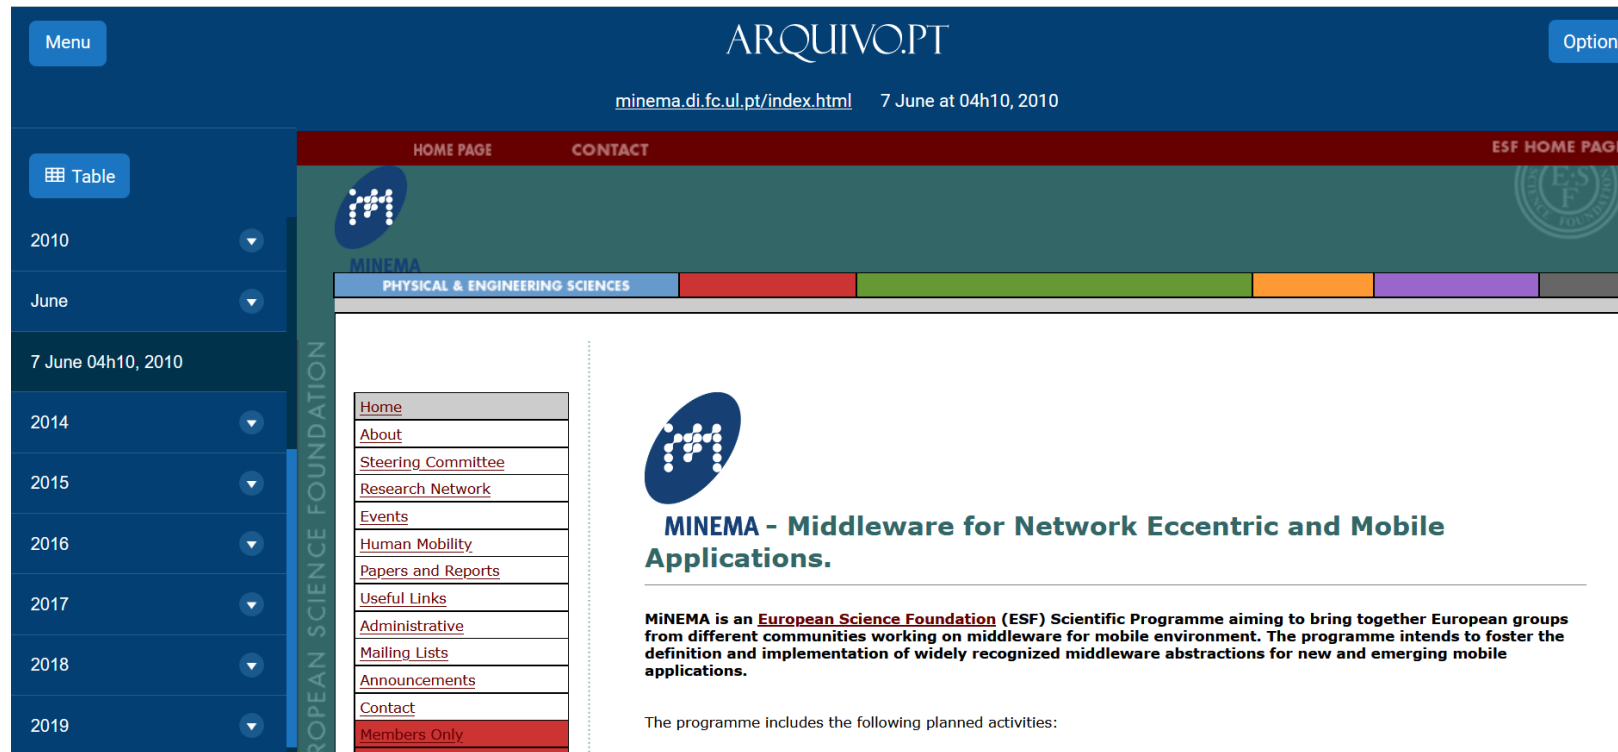 Menu
ARQUIVO.PT
Option
minema.di.fc.ul.pt/index.html 7 June at 04h10, 2010
HOME PAGE CONTACT ESF HOME PAGE
Table
MINEMA
PHYSICAL & ENGINEERING SCIENCES
2010
June
7 June 04h10, 2010
2014
2015
2016
2017
2018
2019
ROPEAN SCIENCE FOUNDATION
Home
About
Steering Committee
Research Network
Events
Human Mobility
Papers and Reports
Useful Links
Administrative
Mailing Lists
Announcements
Contact
Members Only
MINEMA - Middleware for Network Eccentric and Mobile
Applications.
MiNEMA is an European Science Foundation (ESF) Scientific Programme aiming to bring together European groups
from different communities working on middleware for mobile environment. The programme intends to foster the
definition and implementation of widely recognized middleware abstractions for new and emerging mobile
applications.
The programme includes the following planned activities: